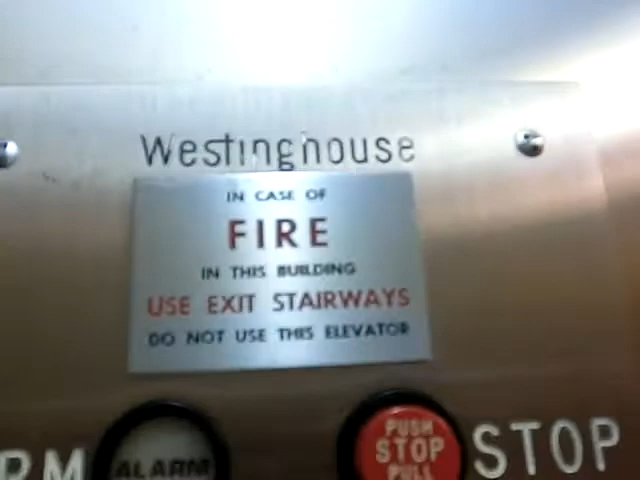 Westinghouse
IN CASE OF
FIRE
IN THIS BUILDING
USE EXIT STAIRWAYS
DO NOT USE THIS ELEVATOR
RM
ALARM
PUSH
STOP
PULL
STOP